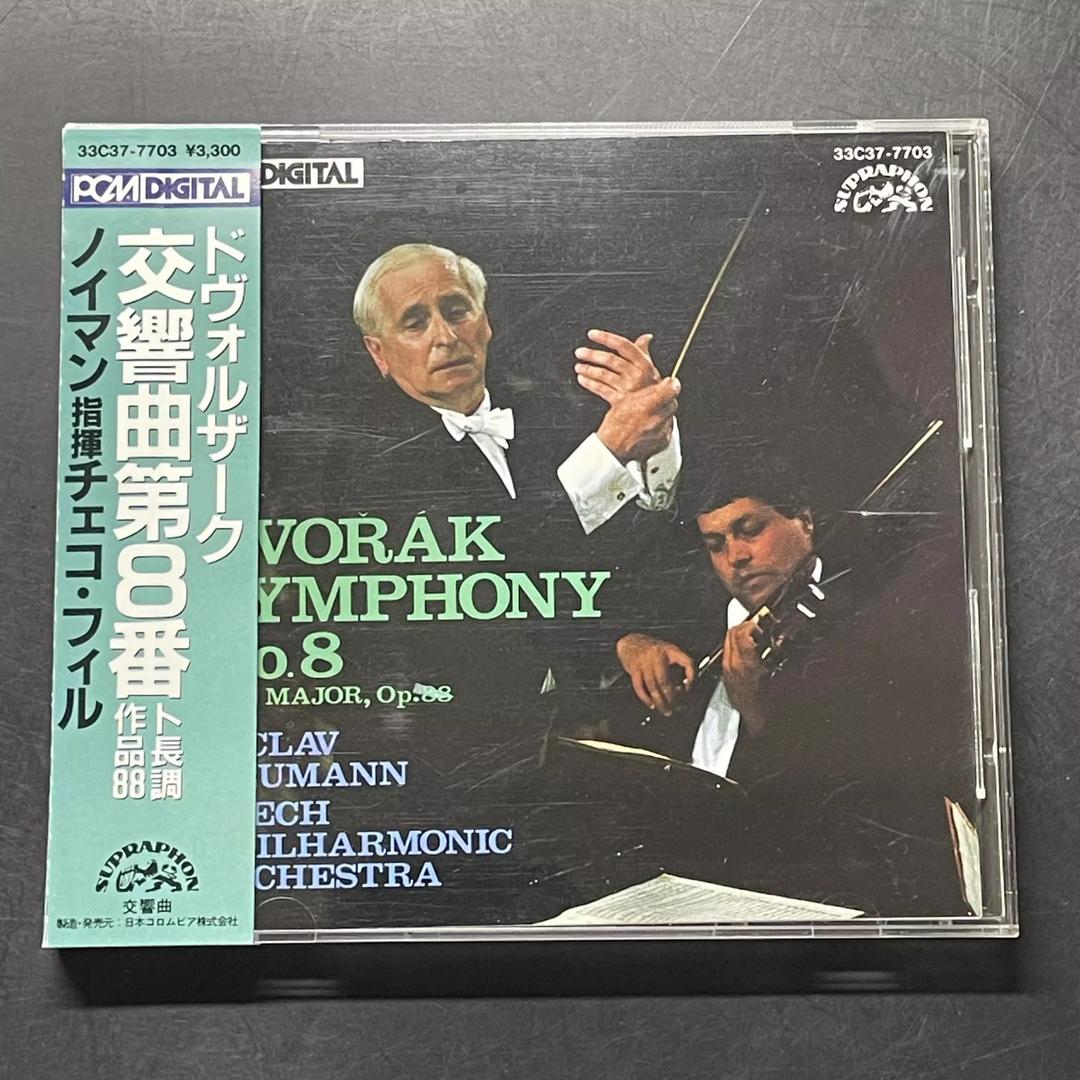 33C37-7703 ¥3,300
PCM DIGITAL
ドヴォルザーク
交響曲第8番
ト長調
作品88
ノイマン指揮チェコ・フィル
SUPRAPHON
交響曲
製造・発売元：日本コロムビア株式会社
DIGITAL
33C37-7703
SUPRAPHON
VOŘÁK
YMPHONY
o.8
MAJOR, Op.88
CLAV
UMANN
ECH
ILHARMONIC
CHESTRA